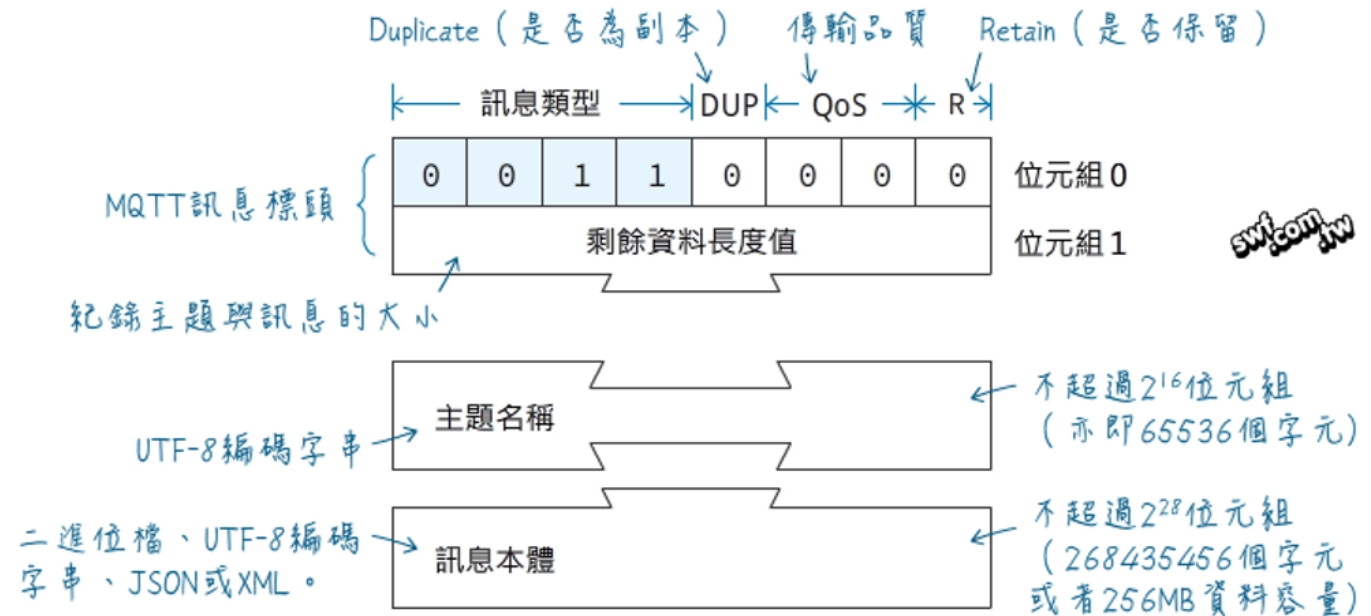 Duplicate（是否為副本） 傳輸品質 Retain（是否保留）
訊息類型 DUP QoS R
0 0 1 1 0 0 0 0 位元組0
MQTT訊息標頭
剩餘資料長度值 位元組1
swf.com.tw
紀錄主題與訊息的大小
主題名稱
UTF-8編碼字串
不超過2¹⁶位元組
（亦即65536個字元）
二進位檔、UTF-8編碼
字串、JSON或XML。
訊息本體
不超過2²⁸位元組
（268435456個字元
或者256MB資料容量）